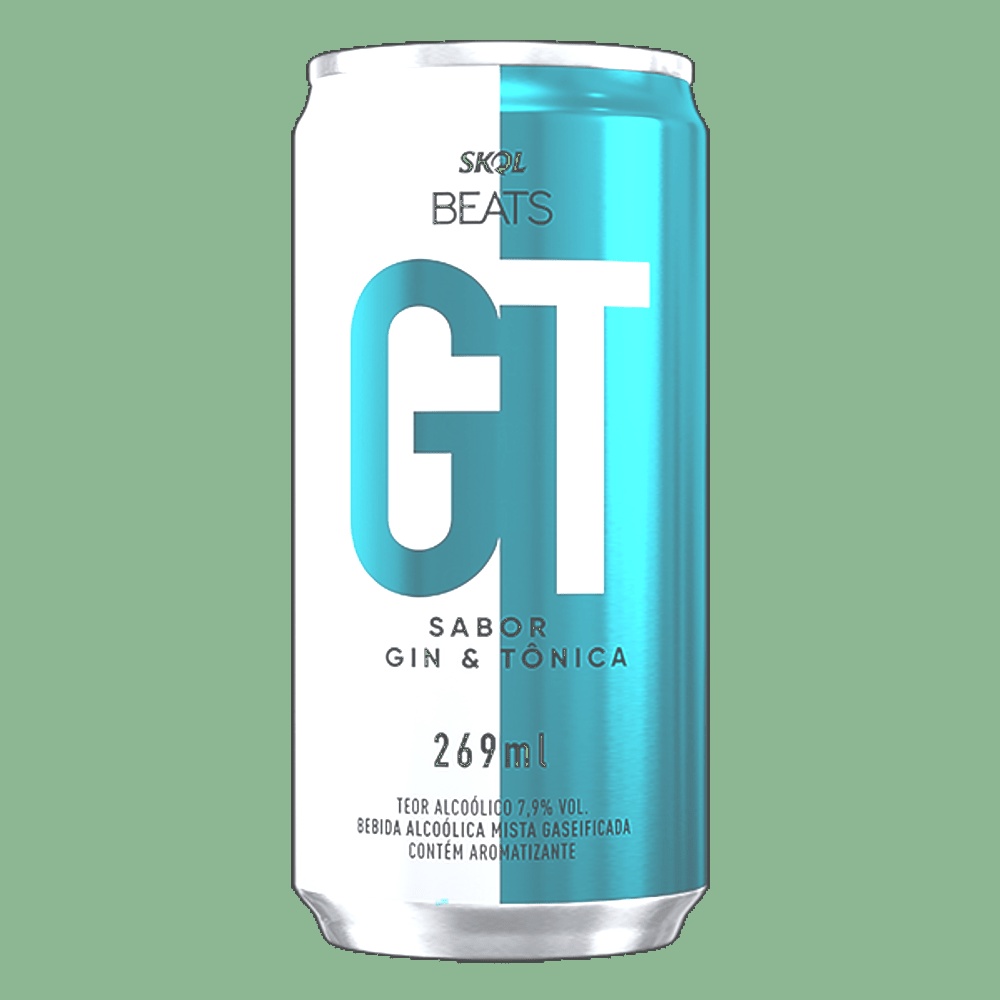 SKOL
BEATS
GT
SABOR
GIN & TÔNICA
269ml
TEOR ALCOÓLICO 7,9% VOL.
BEBIDA ALCOÓLICA MISTA GASEIFICADA
CONTÉM AROMATIZANTE